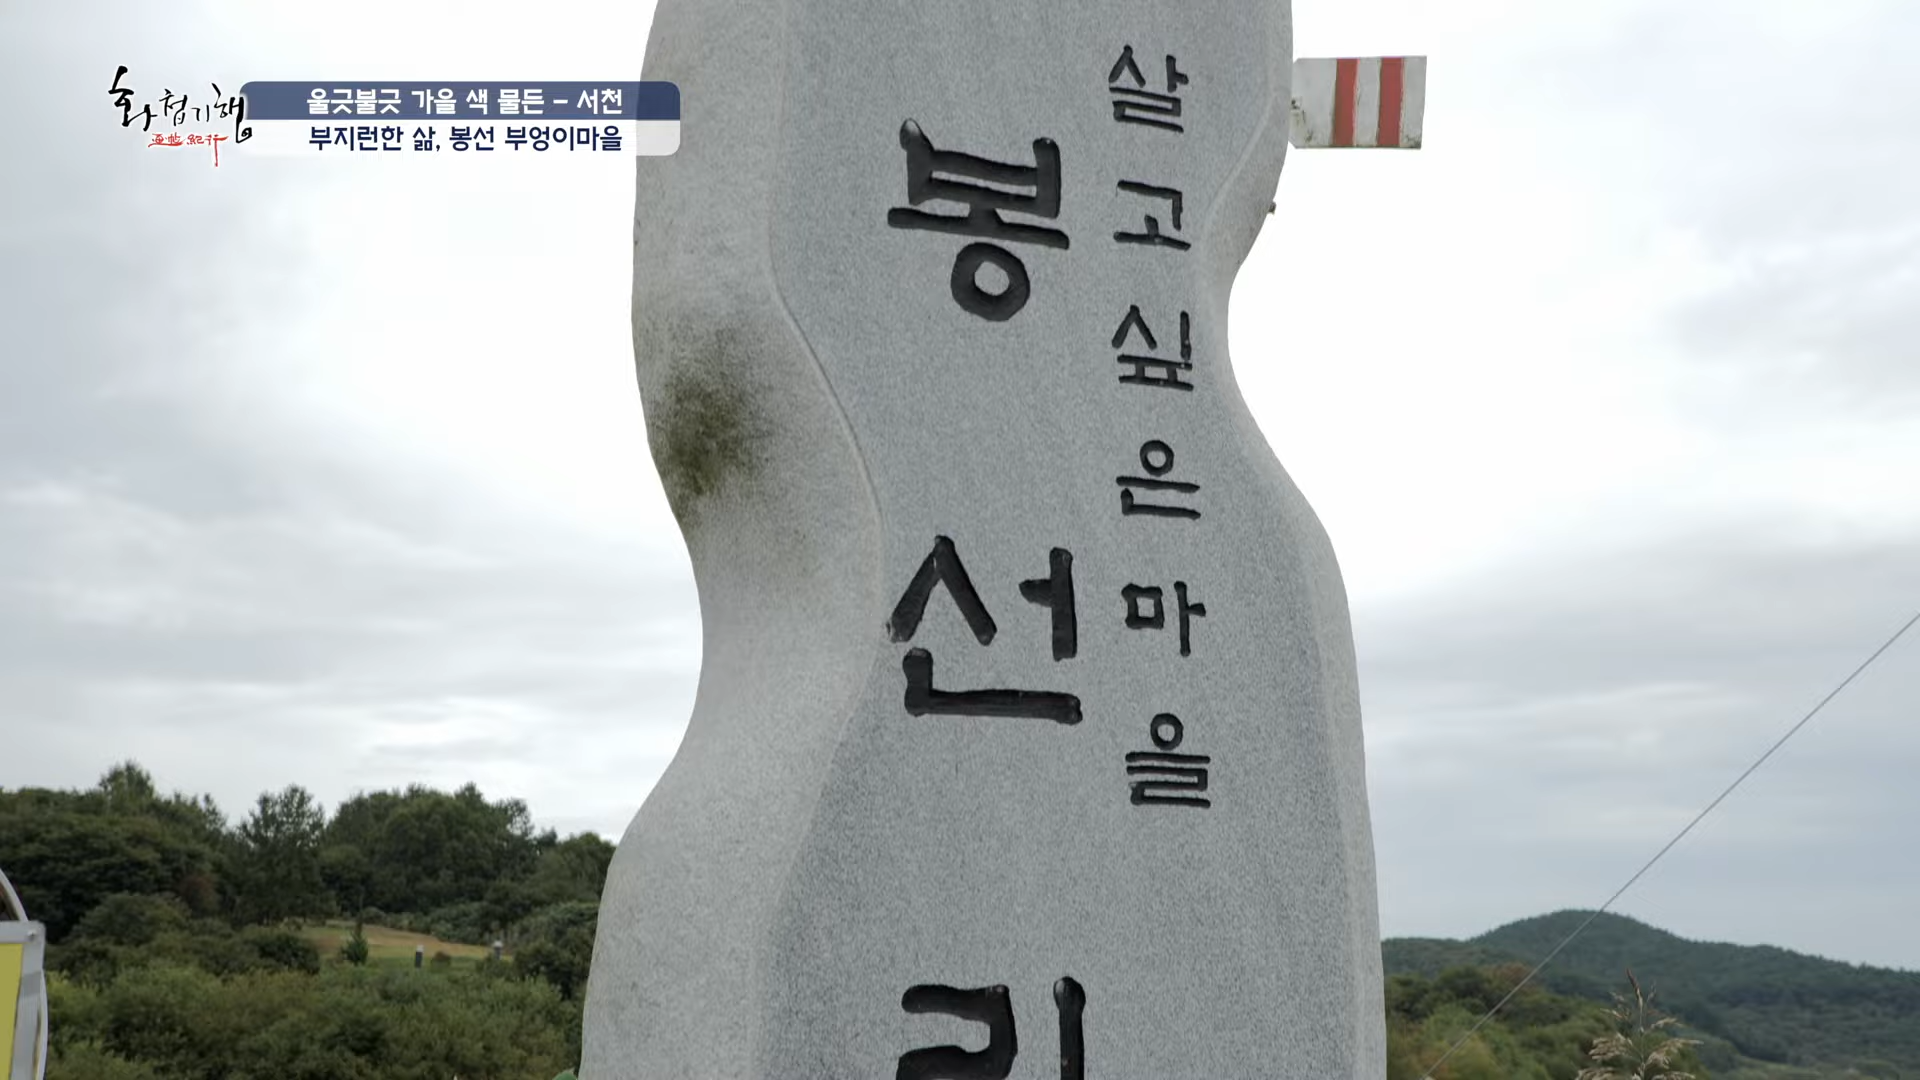 화첩기행
畫帖紀行
울긋불긋 가을 색 물든 - 서천
부지런한 삶, 봉선 부엉이마을
살고싶은마을
봉선리